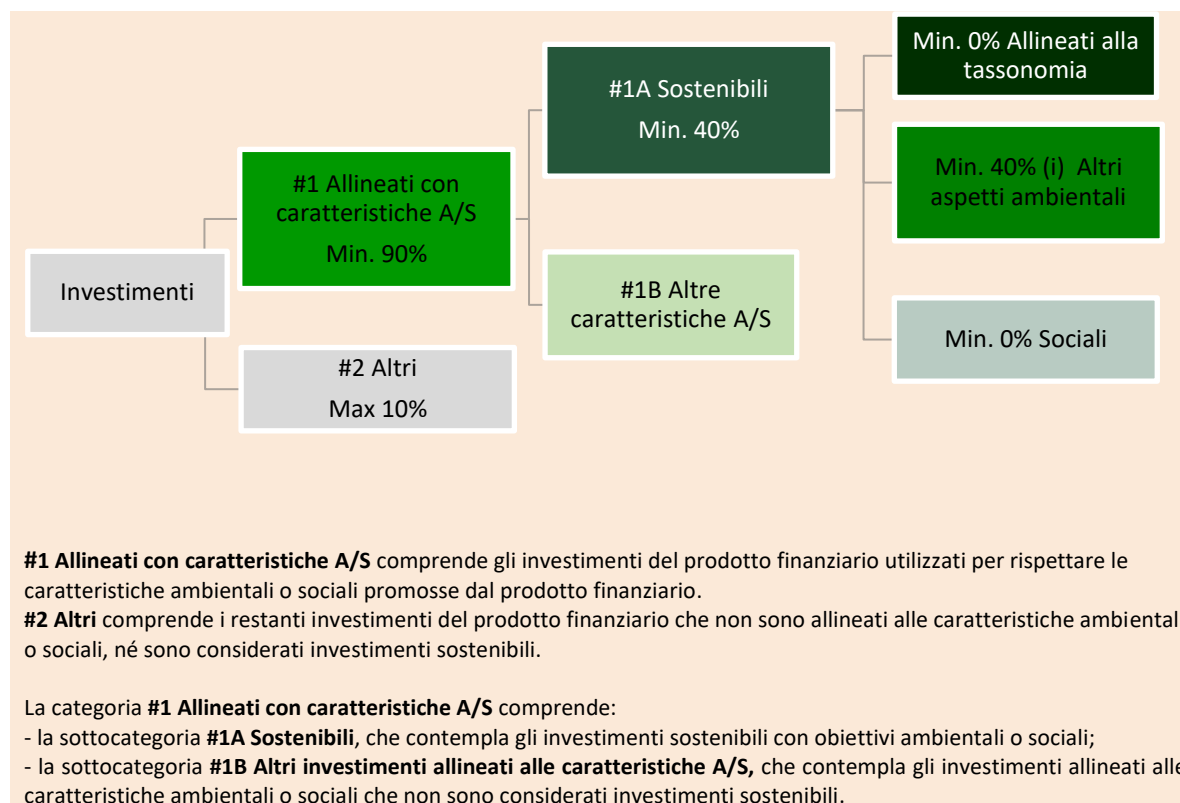 Min. 0% Allineati alla
tassonomia
#1A Sostenibili
Min. 40%
Min. 40% (i)  Altri
aspetti ambientali
#1 Allineati con
caratteristiche A/S
Min. 90%
Investimenti
#1B Altre
caratteristiche A/S
Min. 0% Sociali
#2 Altri
Max 10%
#1 Allineati con caratteristiche A/S comprende gli investimenti del prodotto finanziario utilizzati per rispettare le
caratteristiche ambientali o sociali promosse dal prodotto finanziario.
#2 Altri comprende i restanti investimenti del prodotto finanziario che non sono allineati alle caratteristiche ambiental
o sociali, né sono considerati investimenti sostenibili.
La categoria #1 Allineati con caratteristiche A/S comprende:
- la sottocategoria #1A Sostenibili, che contempla gli investimenti sostenibili con obiettivi ambientali o sociali;
- la sottocategoria #1B Altri investimenti allineati alle caratteristiche A/S, che contempla gli investimenti allineati alle
caratteristiche ambientali o sociali che non sono considerati investimenti sostenibili.